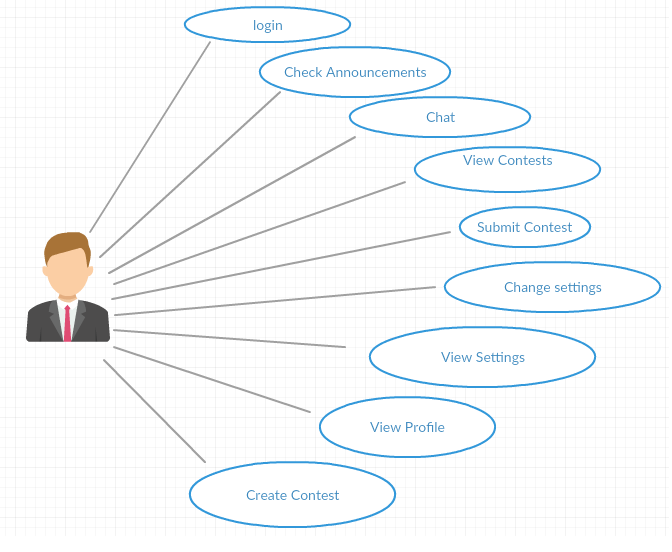 login
Check Announcements
Chat
View Contests
Submit Contest
Change settings
View Settings
View Profile
Create Contest